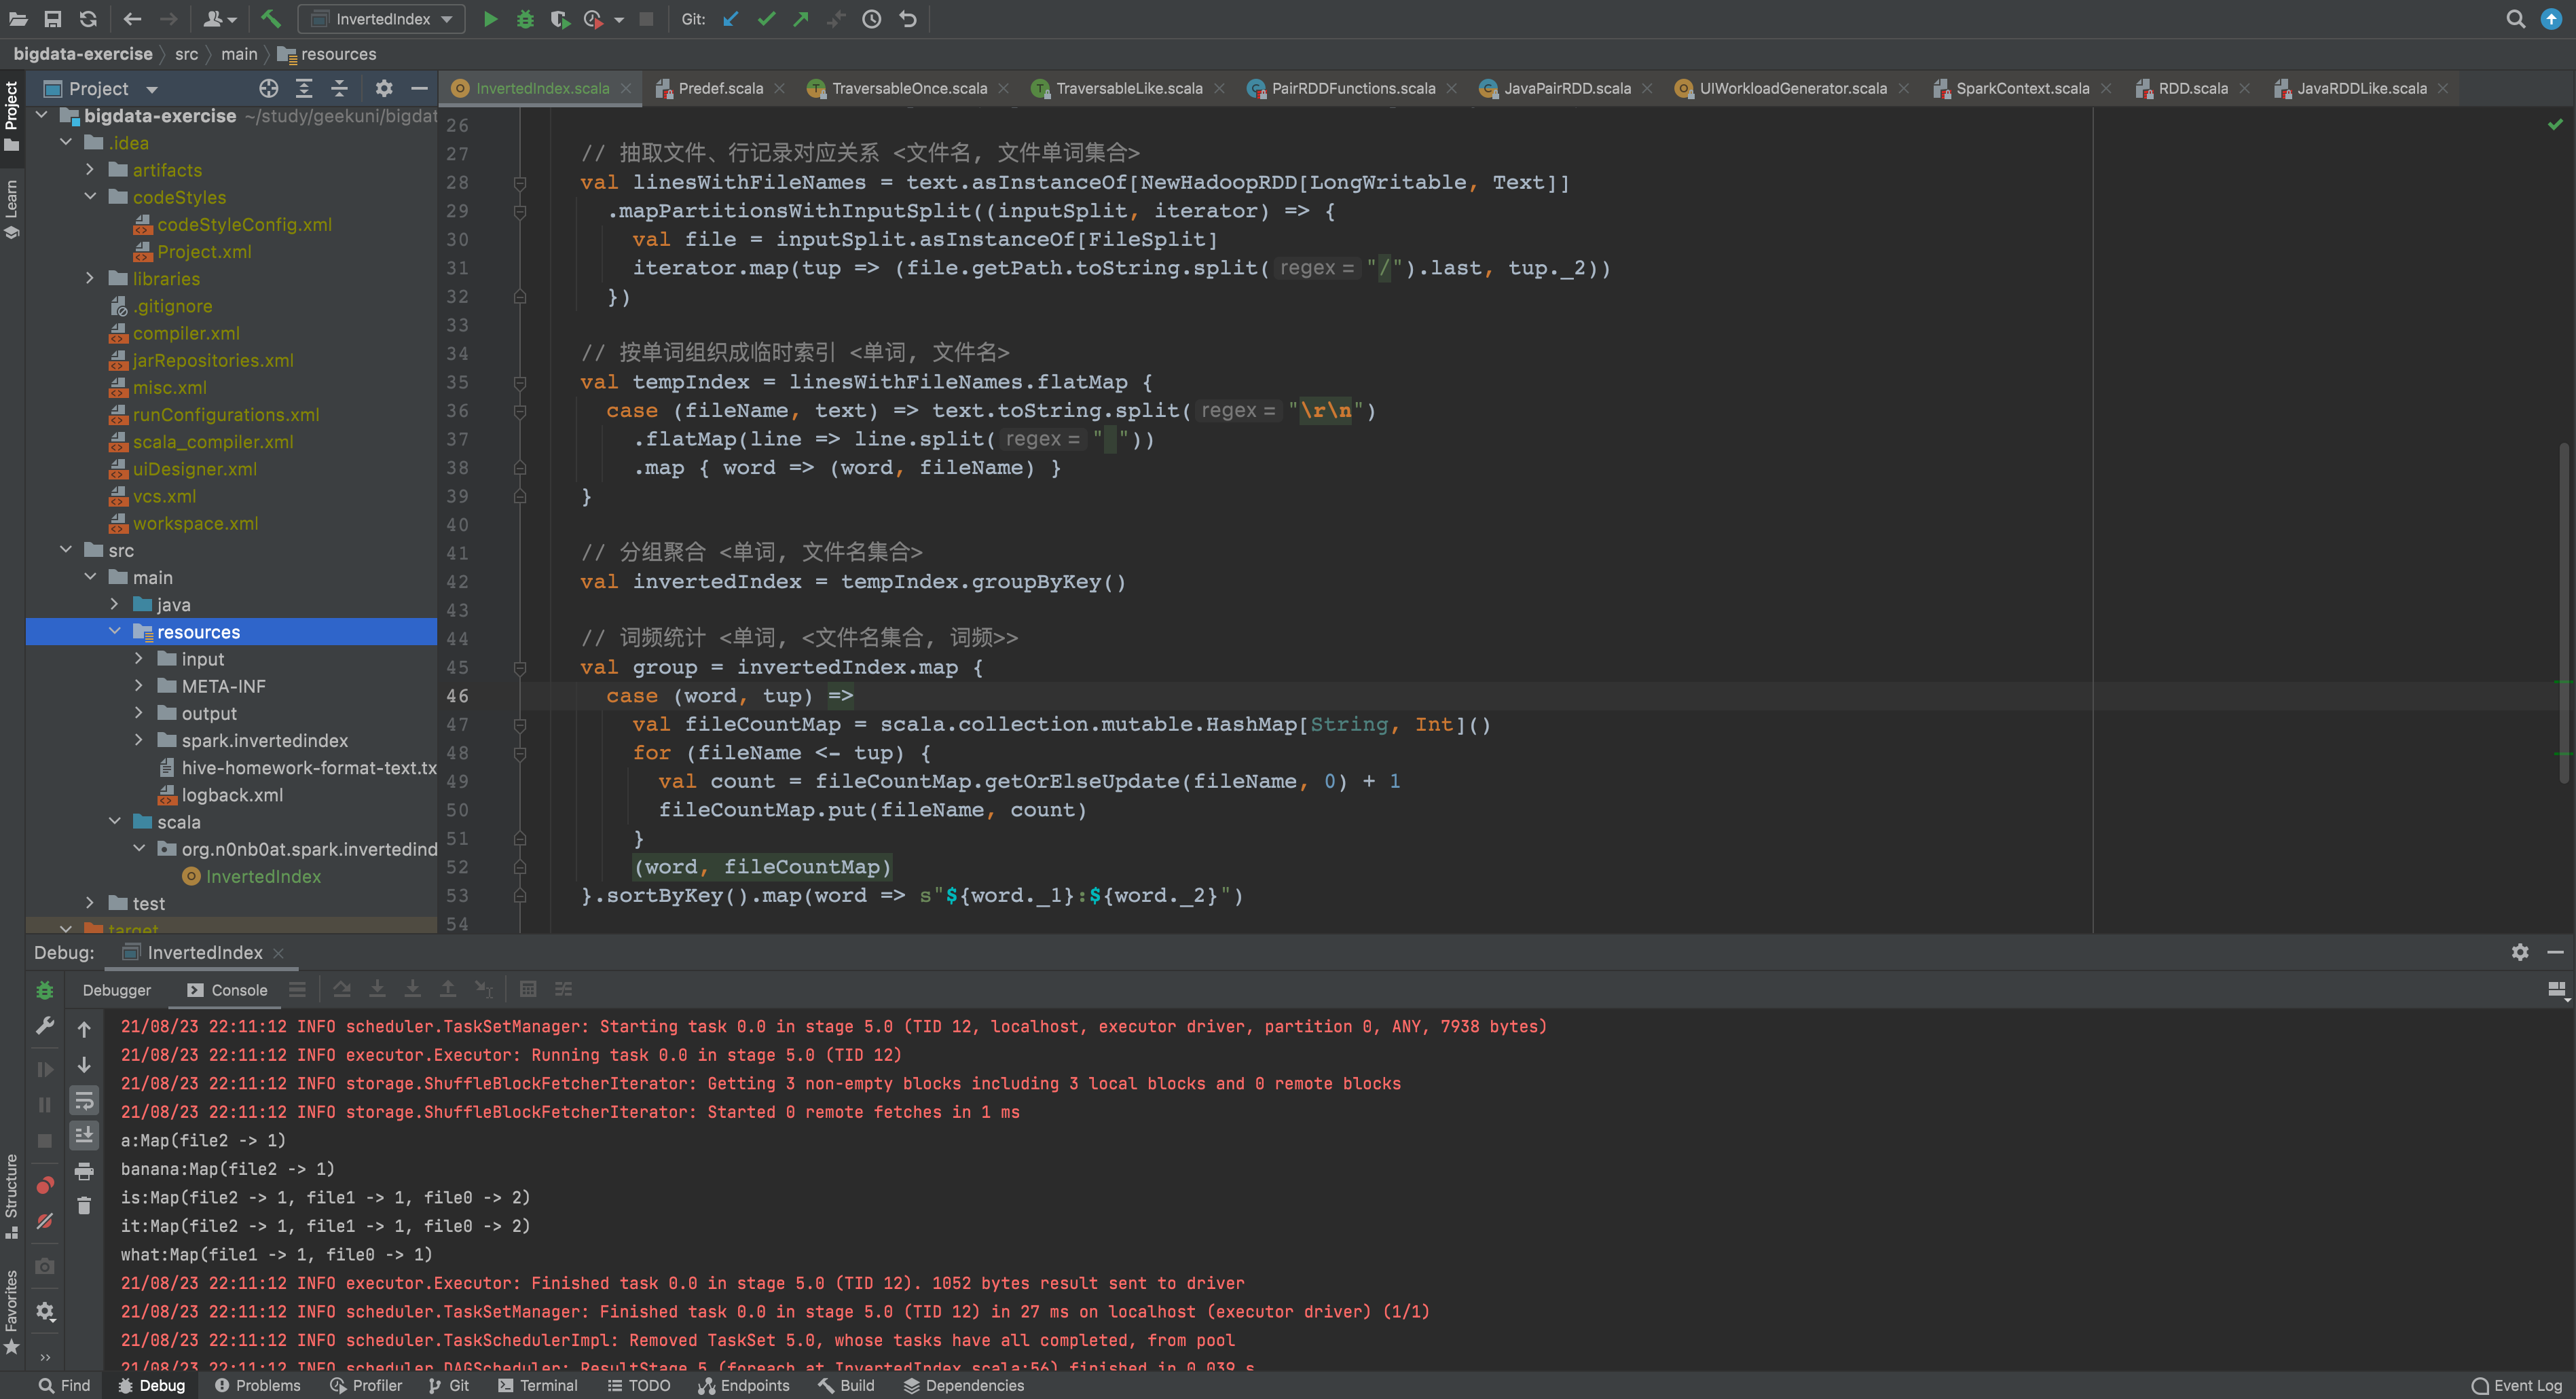 InvertedIndex
Git:
bigdata-exercise
src
main
resources
Project
InvertedIndex.scala
Predef.scala
TraversableOnce.scala
TraversableLike.scala
PairRDDFunctions.scala
JavaPairRDD.scala
UIWorkloadGenerator.scala
SparkContext.scala
RDD.scala
JavaRDDLike.scala
Project
Learn
Structure
Favorites
bigdata-exercise ~/study/geekuni/bigdat
.idea
artifacts
codeStyles
codeStyleConfig.xml
Project.xml
libraries
.gitignore
compiler.xml
jarRepositories.xml
misc.xml
runConfigurations.xml
scala_compiler.xml
uiDesigner.xml
vcs.xml
workspace.xml
src
main
java
resources
input
META-INF
output
spark.invertedindex
hive-homework-format-text.tx
logback.xml
scala
org.n0nb0at.spark.invertedind
InvertedIndex
test
target
26
27 // 抽取文件、行记录对应关系 <文件名, 文件单词集合>
28 val linesWithFileNames = text.asInstanceOf[NewHadoopRDD[LongWritable, Text]]
29 .mapPartitionsWithInputSplit((inputSplit, iterator) => {
30 val file = inputSplit.asInstanceOf[FileSplit]
31 iterator.map(tup => (file.getPath.toString.split( regex = "/").last, tup._2))
32 })
33
34 // 按单词组织成临时索引 <单词, 文件名>
35 val tempIndex = linesWithFileNames.flatMap {
36 case (fileName, text) => text.toString.split( regex = "\r\n")
37 .flatMap(line => line.split( regex = " "))
38 .map { word => (word, fileName) }
39 }
40
41 // 分组聚合 <单词, 文件名集合>
42 val invertedIndex = tempIndex.groupByKey()
43
44 // 词频统计 <单词, <文件名集合, 词频>>
45 val group = invertedIndex.map {
46 case (word, tup) =>
47 val fileCountMap = scala.collection.mutable.HashMap[String, Int]()
48 for (fileName <- tup) {
49 val count = fileCountMap.getOrElseUpdate(fileName, 0) + 1
50 fileCountMap.put(fileName, count)
51 }
52 (word, fileCountMap)
53 }.sortByKey().map(word => s"${word._1}:${word._2}")
54
Debug: InvertedIndex
Debugger Console
21/08/23 22:11:12 INFO scheduler.TaskSetManager: Starting task 0.0 in stage 5.0 (TID 12, localhost, executor driver, partition 0, ANY, 7938 bytes)
21/08/23 22:11:12 INFO executor.Executor: Running task 0.0 in stage 5.0 (TID 12)
21/08/23 22:11:12 INFO storage.ShuffleBlockFetcherIterator: Getting 3 non-empty blocks including 3 local blocks and 0 remote blocks
21/08/23 22:11:12 INFO storage.ShuffleBlockFetcherIterator: Started 0 remote fetches in 1 ms
a:Map(file2 -> 1)
banana:Map(file2 -> 1)
is:Map(file2 -> 1, file1 -> 1, file0 -> 2)
it:Map(file2 -> 1, file1 -> 1, file0 -> 2)
what:Map(file1 -> 1, file0 -> 1)
21/08/23 22:11:12 INFO executor.Executor: Finished task 0.0 in stage 5.0 (TID 12). 1052 bytes result sent to driver
21/08/23 22:11:12 INFO scheduler.TaskSetManager: Finished task 0.0 in stage 5.0 (TID 12) in 27 ms on localhost (executor driver) (1/1)
21/08/23 22:11:12 INFO scheduler.TaskSchedulerImpl: Removed TaskSet 5.0, whose tasks have all completed, from pool
21/08/23 22:11:12 INFO scheduler.DAGScheduler: ResultStage 5 (foreach at InvertedIndex.scala:56) finished in 0.039 s
Find Debug Problems Profiler Git Terminal TODO Endpoints Build Dependencies Event Log